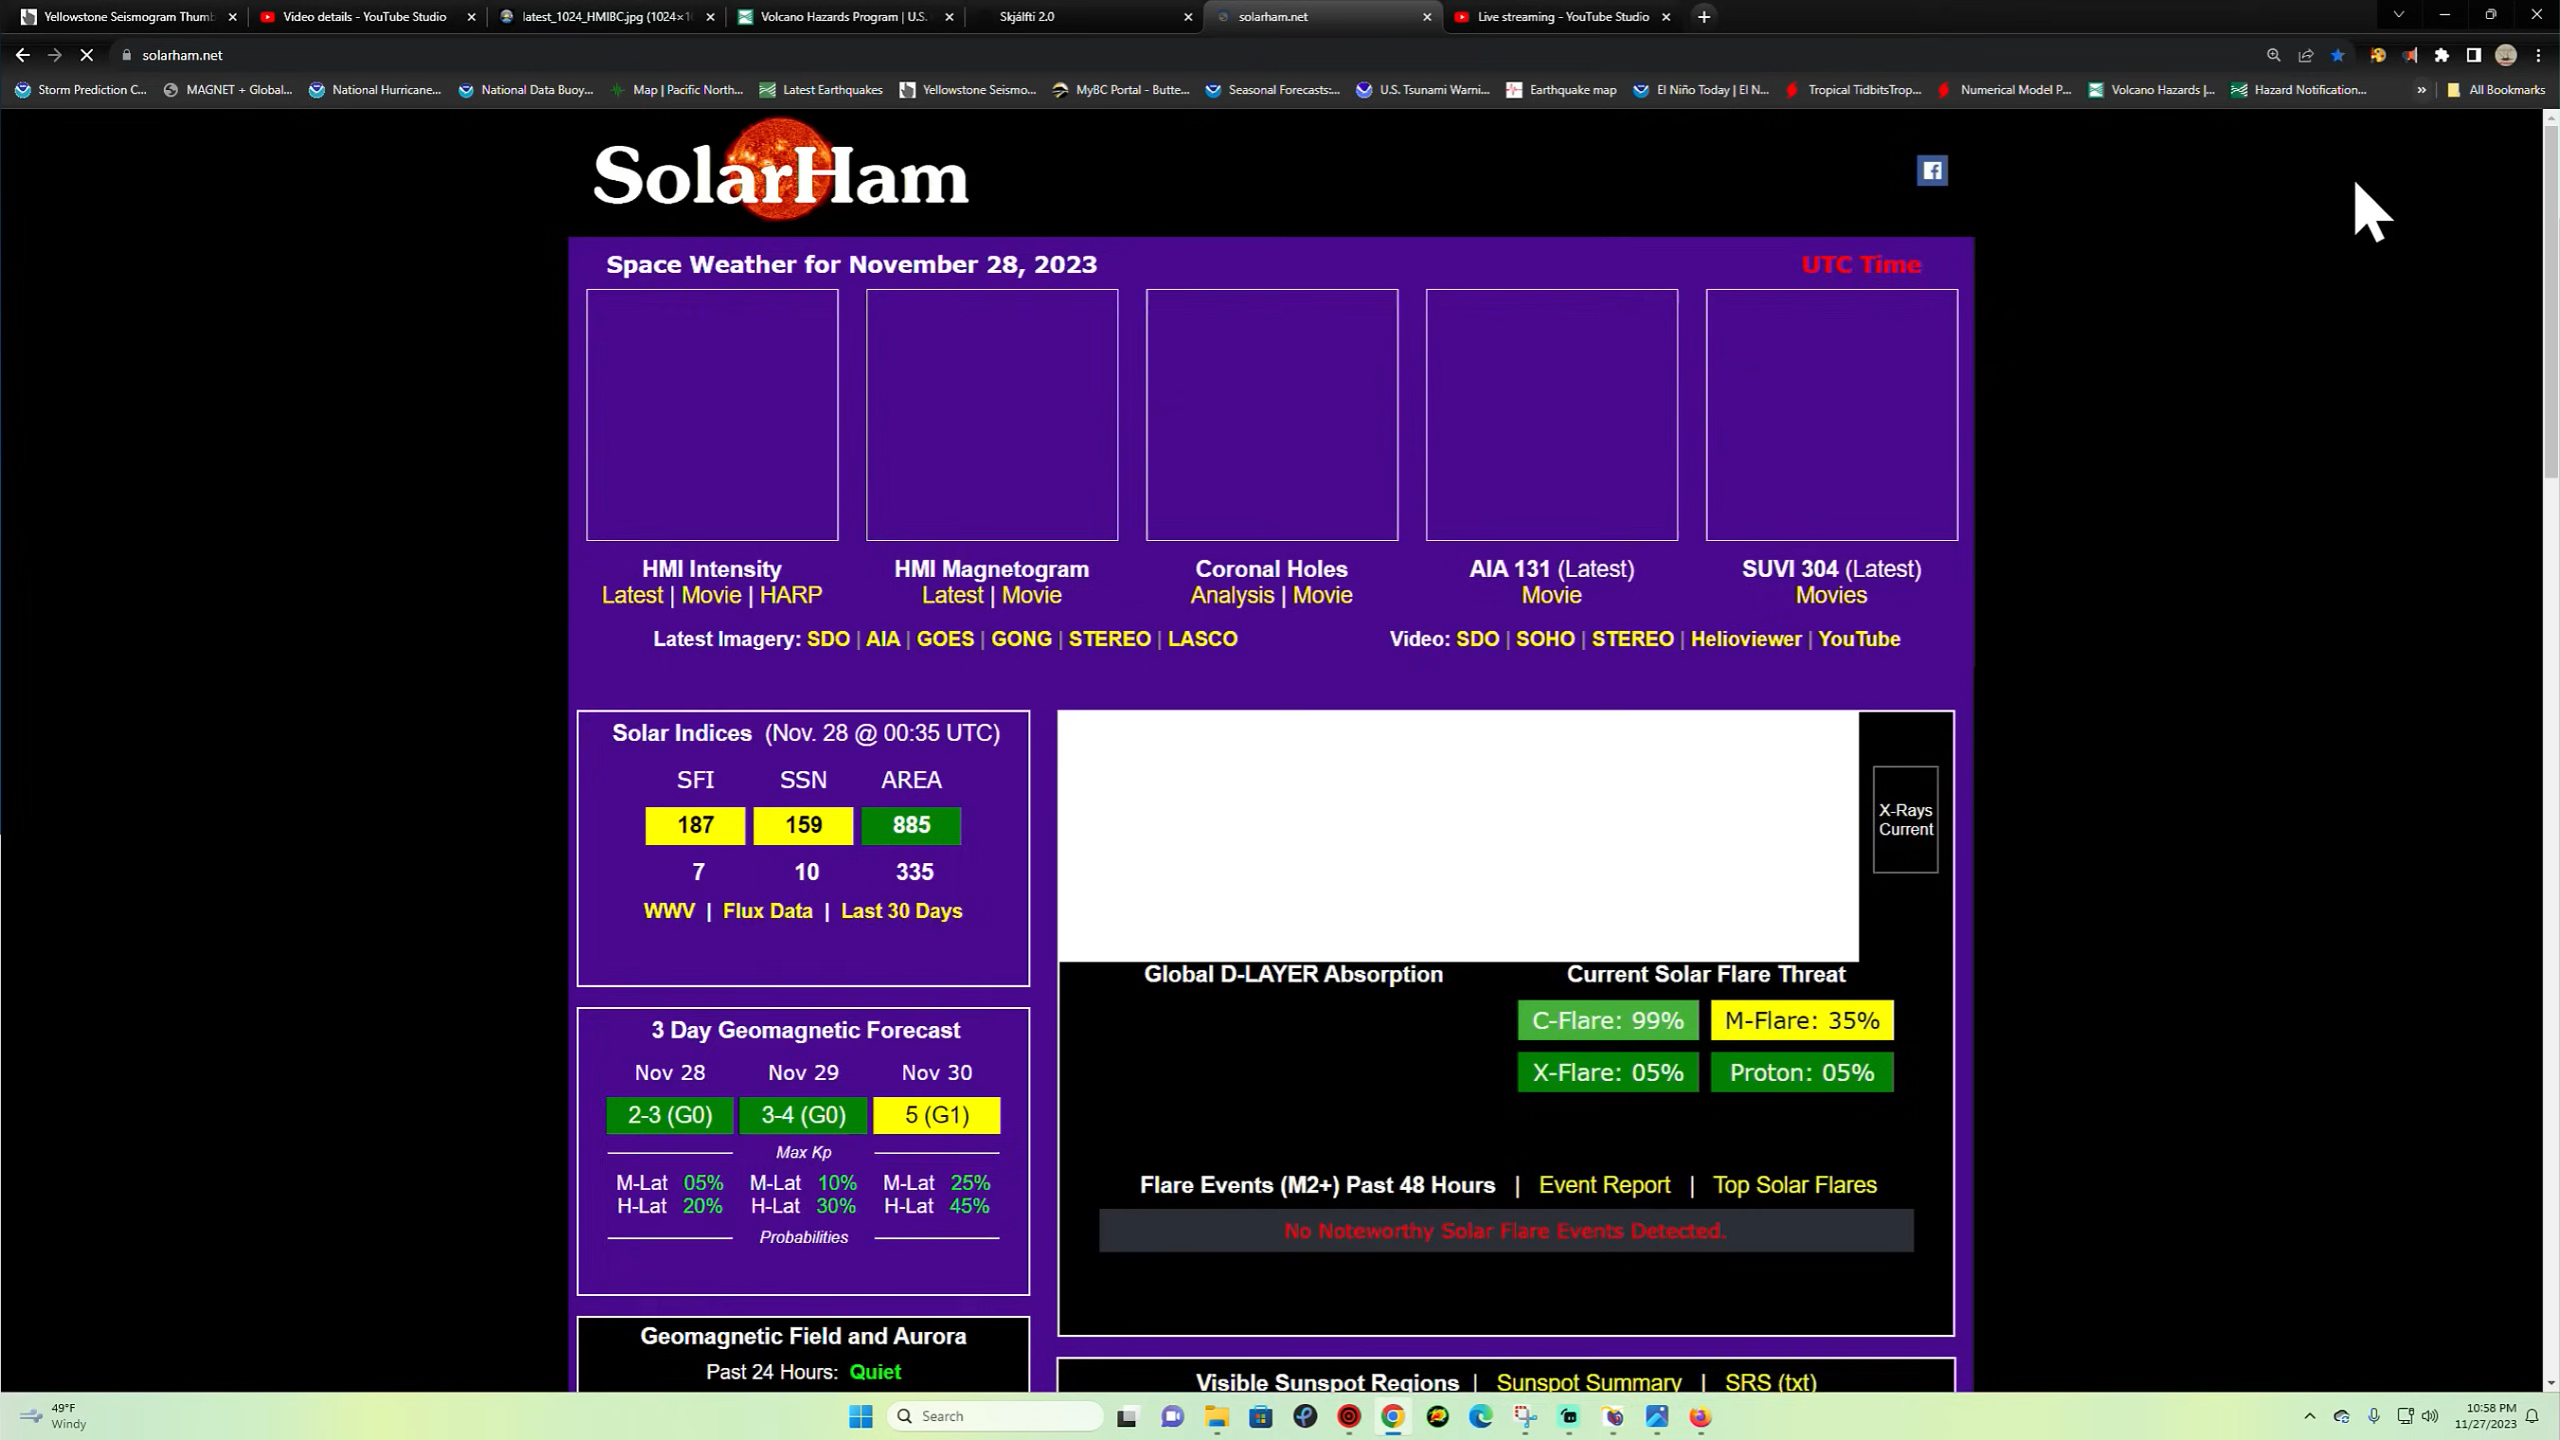 Yellowstone Seismogram Thumb
Video details - YouTube Studio
latest_1024_HMIBC.jpg (1024×1
Volcano Hazards Program | U.S.
Skjálfti 2.0
solarham.net
Live streaming - YouTube Studio
solarham.net
Storm Prediction C...
MAGNET + Global...
National Hurricane...
National Data Buoy...
Map | Pacific North...
Latest Earthquakes
Yellowstone Seismo...
MyBC Portal - Butte...
Seasonal Forecasts:...
U.S. Tsunami Warni...
Earthquake map
El Niño Today | El N...
Tropical TidbitsTrop...
Numerical Model P...
Volcano Hazards |...
Hazard Notification...
»
All Bookmarks
SolarHam
Space Weather for November 28, 2023
UTC Time
HMI Intensity
Latest | Movie | HARP
HMI Magnetogram
Latest | Movie
Coronal Holes
Analysis | Movie
AIA 131 (Latest)
Movie
SUVI 304 (Latest)
Movies
Latest Imagery: SDO | AIA | GOES | GONG | STEREO | LASCO
Video: SDO | SOHO | STEREO | Helioviewer | YouTube
Solar Indices (Nov. 28 @ 00:35 UTC)
SFI SSN AREA
187 159 885
7 10 335
WWV | Flux Data | Last 30 Days
X-Rays
Current
Global D-LAYER Absorption
Current Solar Flare Threat
C-Flare: 99% M-Flare: 35%
X-Flare: 05% Proton: 05%
Flare Events (M2+) Past 48 Hours | Event Report | Top Solar Flares
No Noteworthy Solar Flare Events Detected.
3 Day Geomagnetic Forecast
Nov 28 Nov 29 Nov 30
2-3 (G0) 3-4 (G0) 5 (G1)
Max Kp
M-Lat 05% M-Lat 10% M-Lat 25%
H-Lat 20% H-Lat 30% H-Lat 45%
Probabilities
Geomagnetic Field and Aurora
Past 24 Hours: Quiet
Visible Sunspot Regions | Sunspot Summary | SRS (txt)
49°F
Windy
Search
10:58 PM
11/27/2023